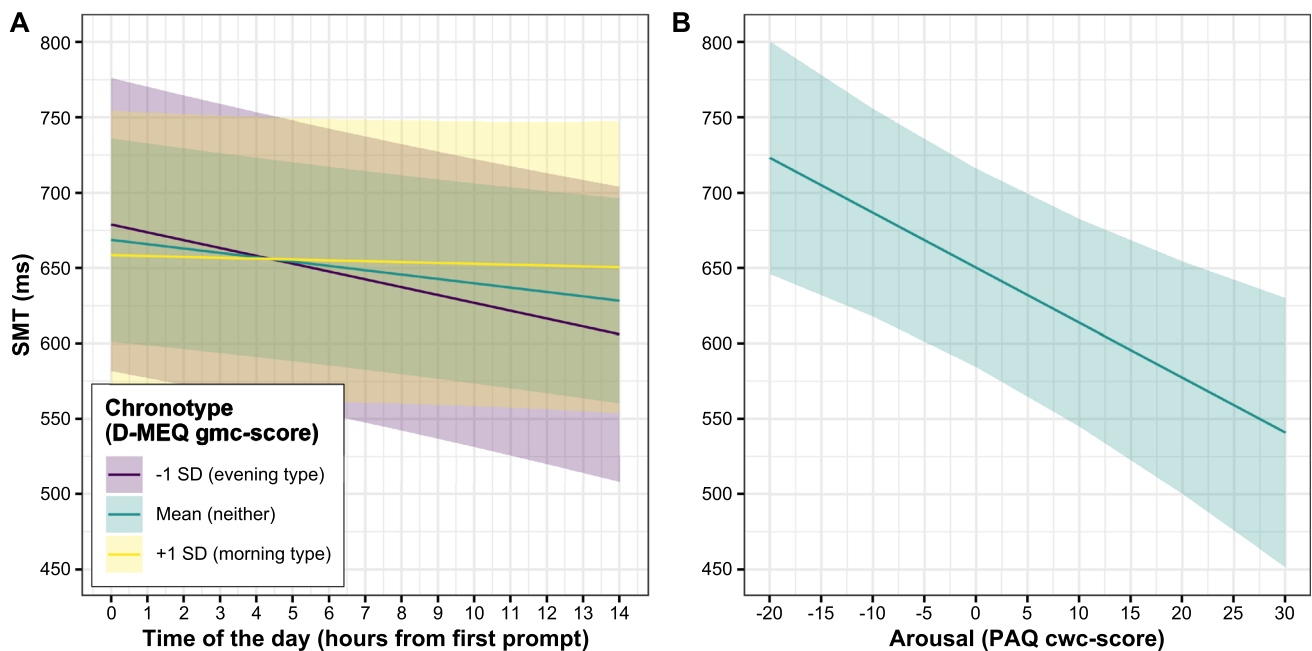 A
SMT (ms)
800
750
700
650
600
550
500
450
Chronotype
(D-MEQ gmc-score)
-1 SD (evening type)
Mean (neither)
+1 SD (morning type)
0 1 2 3 4 5 6 7 8 9 10 11 12 13 14
Time of the day (hours from first prompt)
B
800
750
700
650
600
550
500
450
-20 -15 -10 -5 0 5 10 15 20 25 30
Arousal (PAQ cwc-score)